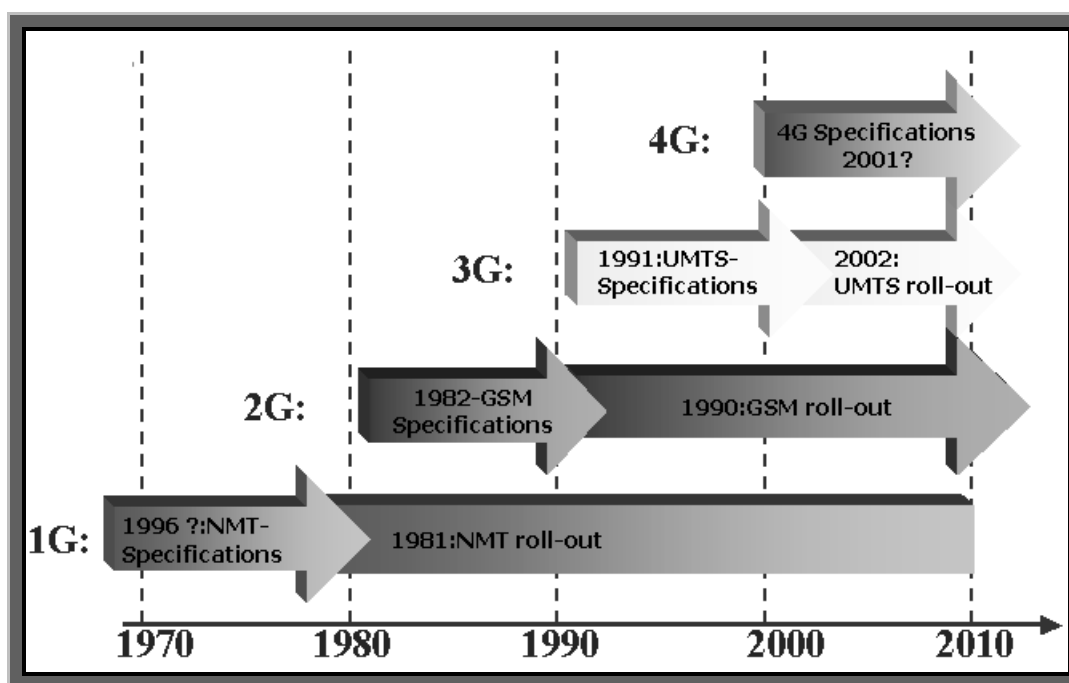 4G:
4G Specifications
2001?
3G:
1991:UMTS-
Specifications
2002:
UMTS roll-out
2G:
1982-GSM
Specifications
1990:GSM roll-out
1G:
1996 ?:NMT-
Specifications
1981:NMT roll-out
1970 1980 1990 2000 2010